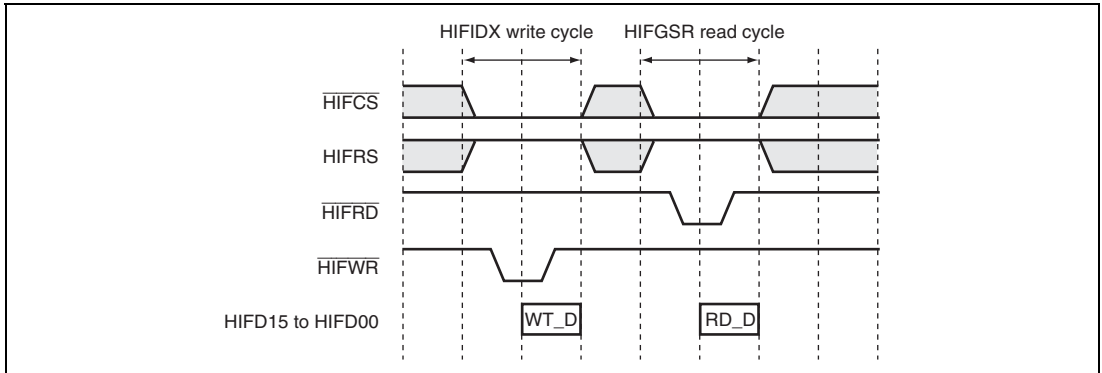 HIFIDX write cycle HIFGSR read cycle
HIFCS
HIFRS
HIFRD
HIFWR
HIFD15 to HIFD00 WT_D RD_D